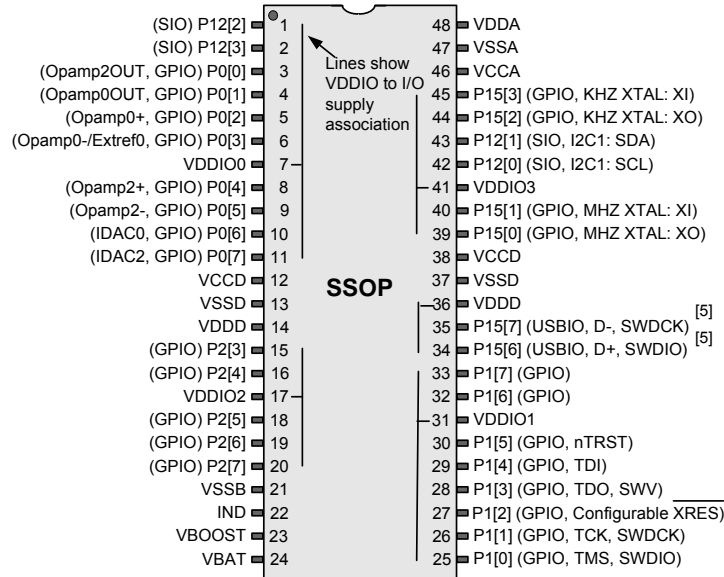 (SIO) P12[2] 1 48 VDDA
(SIO) P12[3] 2 47 VSSA
(Opamp2OUT, GPIO) P0[0] 3 46 VCCA
(Opamp0OUT, GPIO) P0[1] 4 45 P15[3] (GPIO, KHZ XTAL: XI)
(Opamp0+, GPIO) P0[2] 5 44 P15[2] (GPIO, KHZ XTAL: XO)
(Opamp0-/Extref0, GPIO) P0[3] 6 43 P12[1] (SIO, I2C1: SDA)
VDDIO0 7 42 P12[0] (SIO, I2C1: SCL)
(Opamp2+, GPIO) P0[4] 8 41 VDDIO3
(Opamp2-, GPIO) P0[5] 9 40 P15[1] (GPIO, MHZ XTAL: XI)
(IDAC0, GPIO) P0[6] 10 39 P15[0] (GPIO, MHZ XTAL: XO)
(IDAC2, GPIO) P0[7] 11 38 VCCD
VCCD 12 37 VSSD
VSSD 13 36 VDDD
VDDD 14 35 P15[7] (USBIO, D-, SWDCK) [5]
(GPIO) P2[3] 15 34 P15[6] (USBIO, D+, SWDIO) [5]
(GPIO) P2[4] 16 33 P1[7] (GPIO)
VDDIO2 17 32 P1[6] (GPIO)
(GPIO) P2[5] 18 31 VDDIO1
(GPIO) P2[6] 19 30 P1[5] (GPIO, nTRST)
(GPIO) P2[7] 20 29 P1[4] (GPIO, TDI)
VSSB 21 28 P1[3] (GPIO, TDO, SWV)
IND 22 27 P1[2] (GPIO, Configurable XRES)
VBOOST 23 26 P1[1] (GPIO, TCK, SWDCK)
VBAT 24 25 P1[0] (GPIO, TMS, SWDIO)
Lines show
VDDIO to I/O
supply
association
SSOP